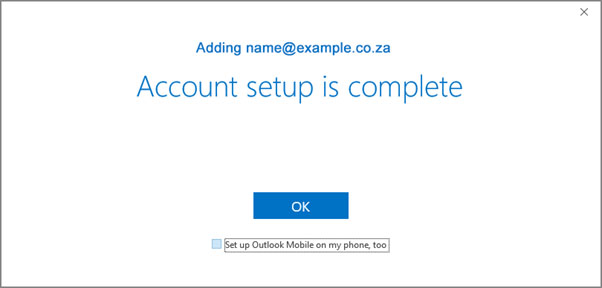 Adding name@example.co.za
Account setup is complete
OK
Set up Outlook Mobile on my phone, too